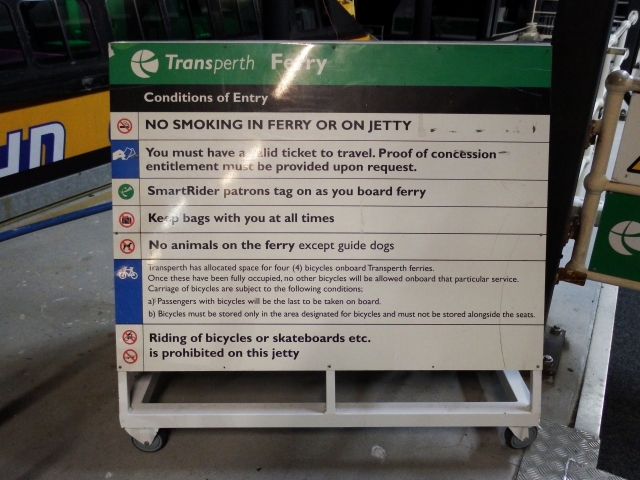 Transperth Ferry
Conditions of Entry
NO SMOKING IN FERRY OR ON JETTY
You must have a valid ticket to travel. Proof of concession
entitlement must be provided upon request.
SmartRider patrons tag on as you board ferry
Keep bags with you at all times
No animals on the ferry except guide dogs
Transperth has allocated space for four (4) bicycles onboard Transperth ferries.
Once these have been fully occupied, no other bicycles will be allowed onboard that particular service.
Carriage of bicycles are subject to the following conditions:
a) Passengers with bicycles will be the last to be taken on board.
b) Bicycles must be stored only in the area designated for bicycles and must not be stored alongside the seats.
Riding of bicycles or skateboards etc.
is prohibited on this jetty